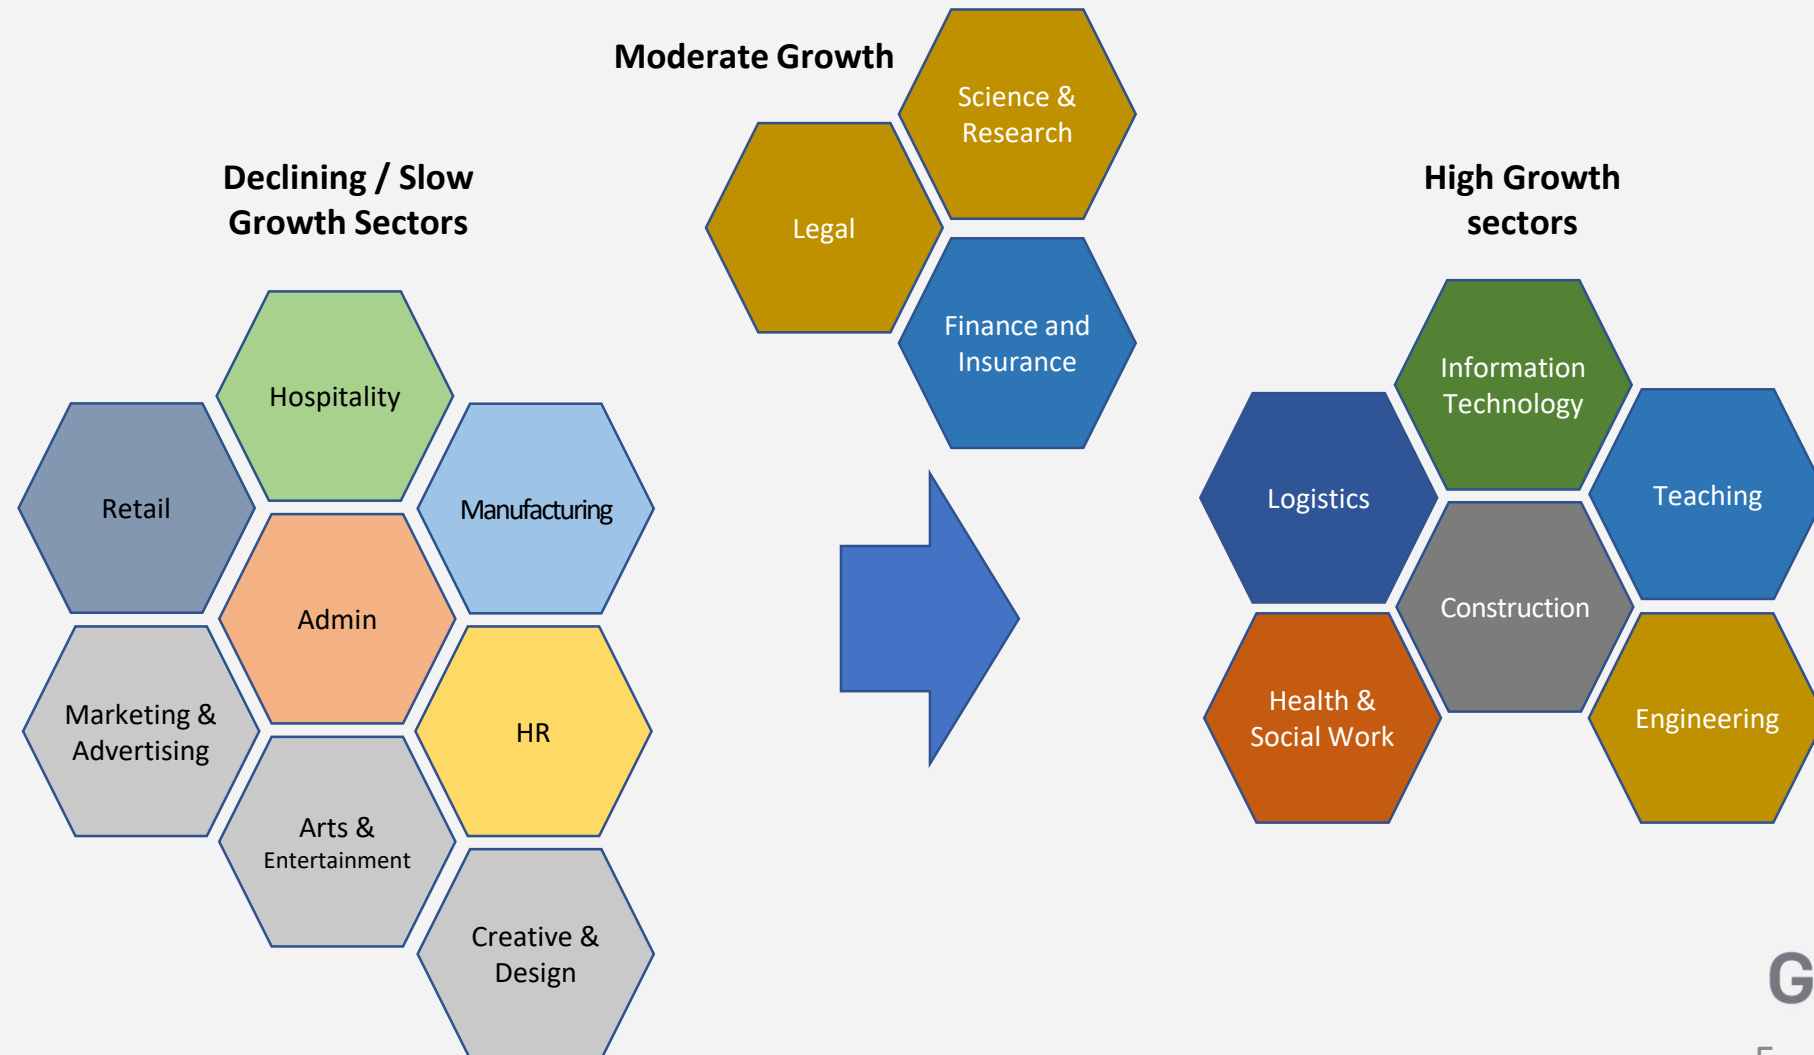 Moderate Growth
Science &
Research
Legal
Finance and
Insurance
Declining / Slow
Growth Sectors
Hospitality
Retail
Manufacturing
Admin
Marketing &
Advertising
HR
Arts &
Entertainment
Creative &
Design
High Growth
sectors
Information
Technology
Logistics
Teaching
Construction
Health &
Social Work
Engineering
G